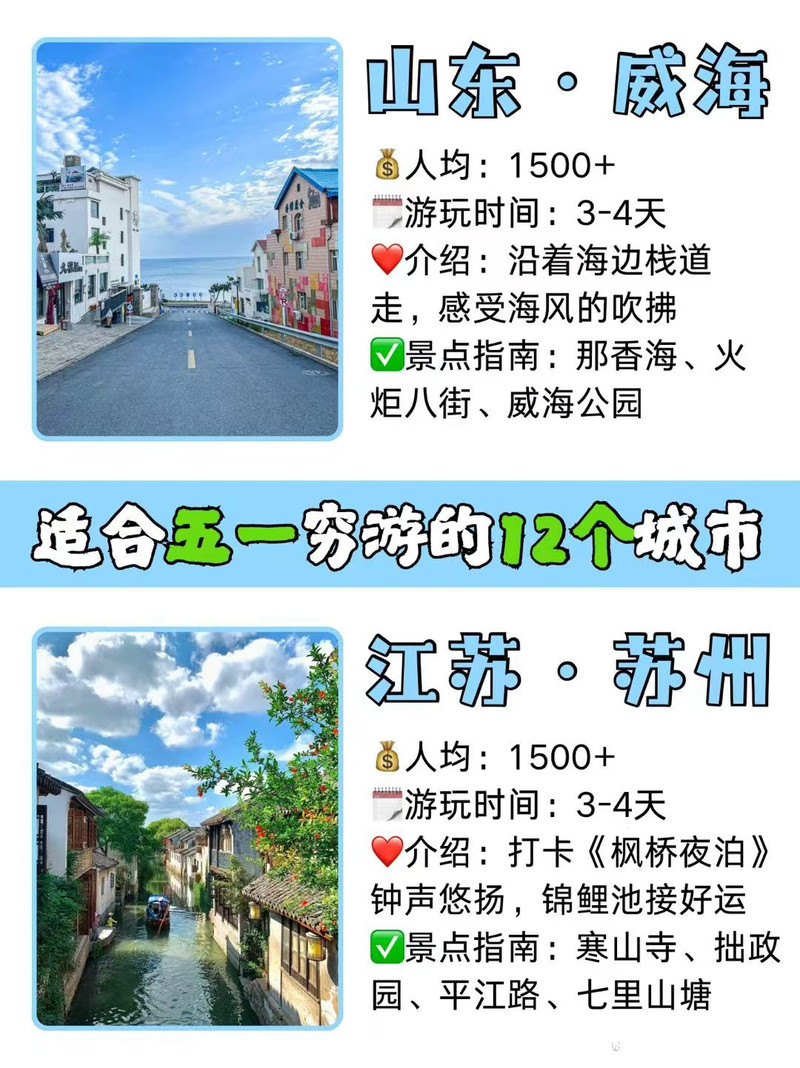 山东·威海
💰人均：1500+
🗓️游玩时间：3-4天
❤️介绍：沿着海边栈道
走，感受海风的吹拂
✅景点指南：那香海、火
炬八街、威海公园
适合五一穷游的12个城市
江苏·苏州
💰人均：1500+
🗓️游玩时间：3-4天
❤️介绍：打卡《枫桥夜泊》
钟声悠扬，锦鲤池接好运
✅景点指南：寒山寺、拙政
园、平江路、七里山塘